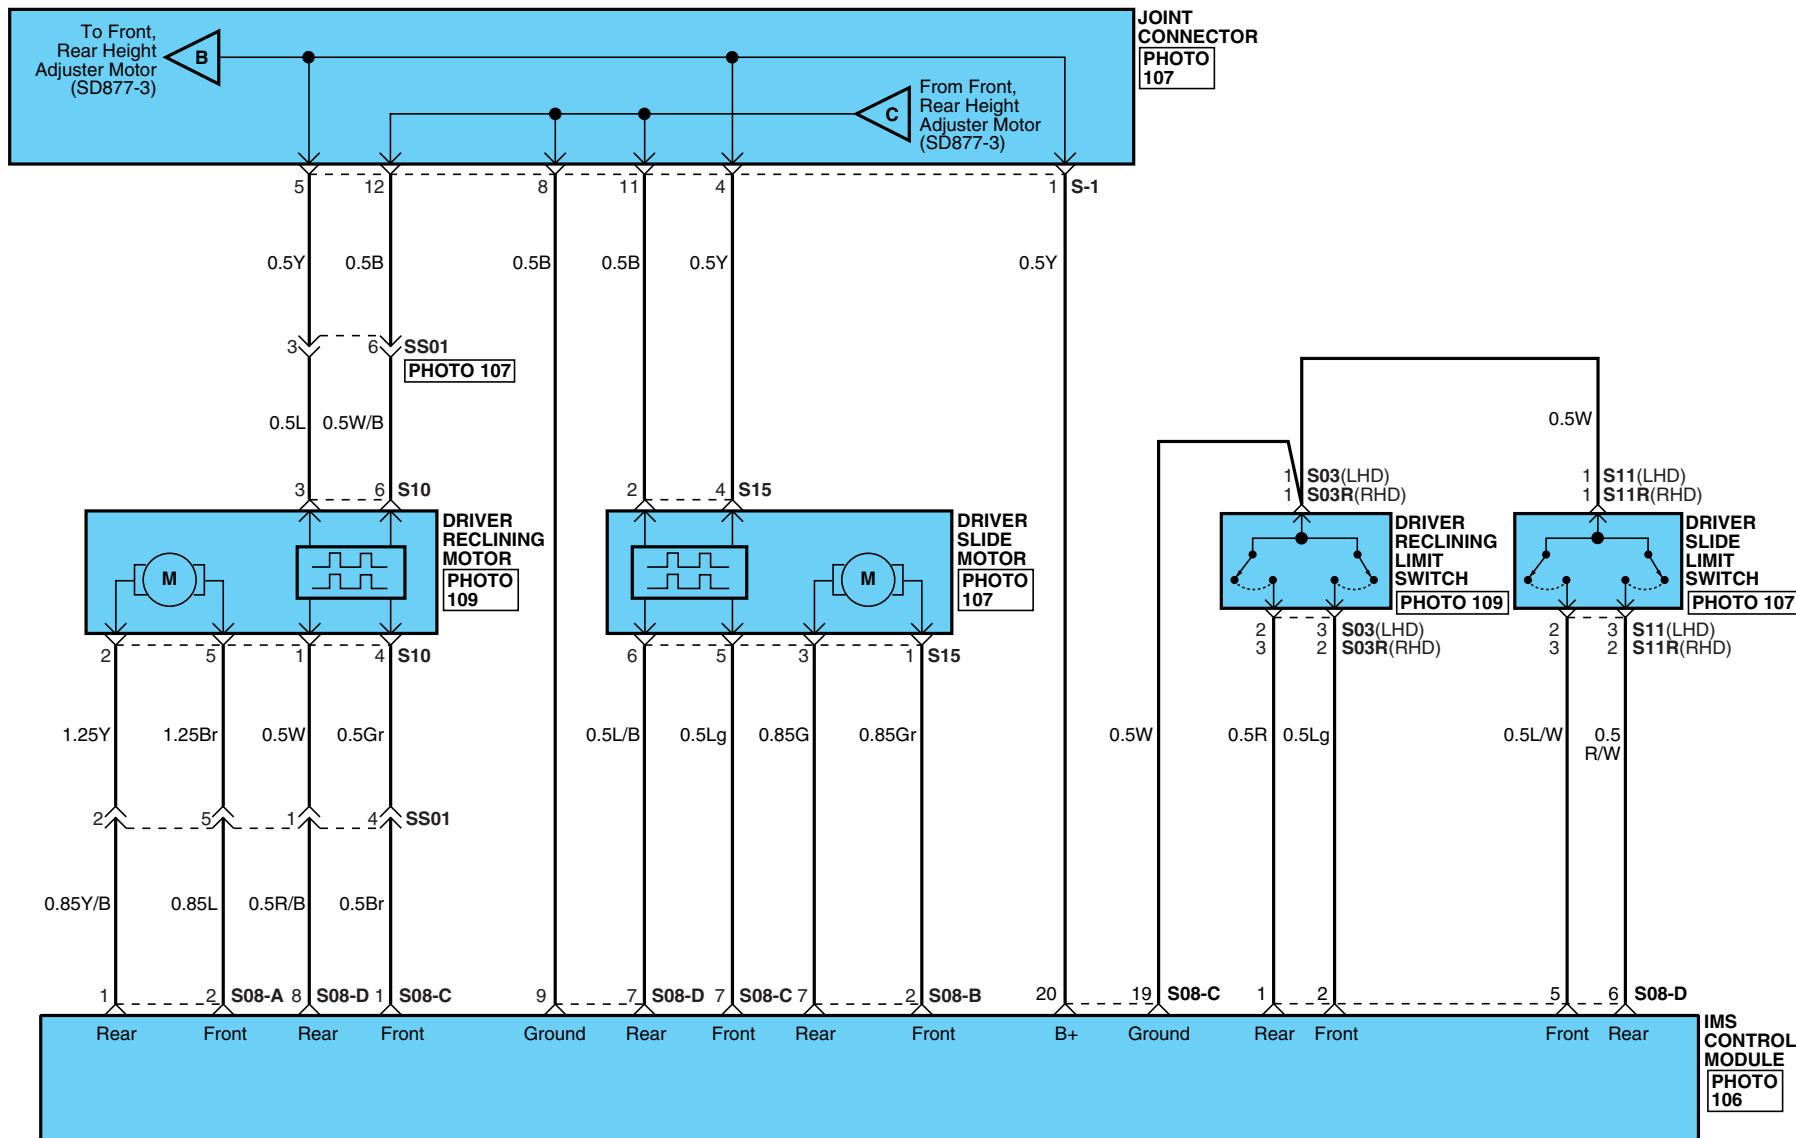 To Front,
Rear Height
Adjuster Motor
(SD877-3)
B
C
From Front,
Rear Height
Adjuster Motor
(SD877-3)
JOINT
CONNECTOR
PHOTO
107
5 12 8 11 4 1 S-1
0.5Y 0.5B 0.5B 0.5B 0.5Y 0.5Y
3 6 SS01
PHOTO 107
0.5L 0.5W/B
0.5W
3 6 S10
2 4 S15
1 S03(LHD)
1 S03R(RHD)
1 S11(LHD)
1 S11R(RHD)
M
DRIVER
RECLINING
MOTOR
PHOTO
109
M
DRIVER
SLIDE
MOTOR
PHOTO
107
DRIVER
RECLINING
LIMIT
SWITCH
PHOTO 109
DRIVER
SLIDE
LIMIT
SWITCH
PHOTO 107
2 5 1 4 S10
6 5 3 1 S15
2 3 S03(LHD)
3 2 S03R(RHD)
2 3 S11(LHD)
3 2 S11R(RHD)
1.25Y 1.25Br 0.5W 0.5Gr 0.5L/B 0.5Lg 0.85G 0.85Gr 0.5W 0.5R 0.5Lg 0.5L/W 0.5
R/W
2 5 1 4 SS01
0.85Y/B 0.85L 0.5R/B 0.5Br
1 2 S08-A 8 S08-D 1 S08-C 9 7 S08-D 7 S08-C 7 2 S08-B 20 19 S08-C 1 2 5 6 S08-D
Rear Front Rear Front Ground Rear Front Rear Front B+ Ground Rear Front Front Rear
IMS
CONTROL
MODULE
PHOTO
106